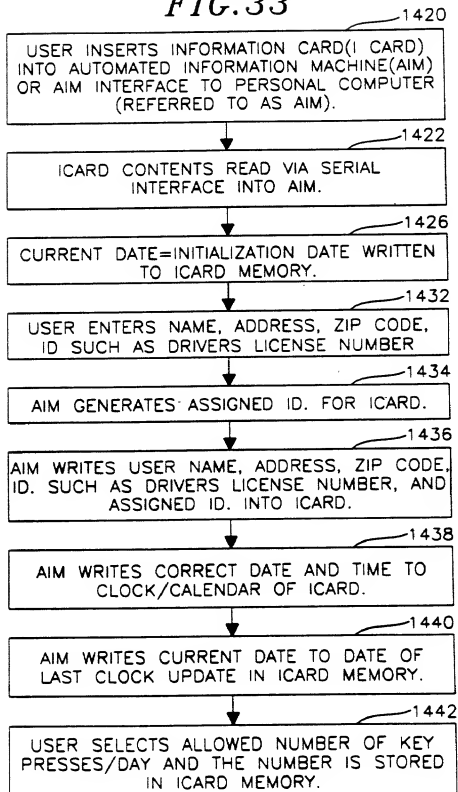 FIG.33
1420
USER INSERTS INFORMATION CARD(I CARD)
INTO AUTOMATED INFORMATION MACHINE(AIM)
OR AIM INTERFACE TO PERSONAL COMPUTER
(REFERRED TO AS AIM).
1422
ICARD CONTENTS READ VIA SERIAL
INTERFACE INTO AIM.
1426
CURRENT DATE=INITIALIZATION DATE WRITTEN
TO ICARD MEMORY.
1432
USER ENTERS NAME, ADDRESS, ZIP CODE,
ID SUCH AS DRIVERS LICENSE NUMBER
1434
AIM GENERATES ASSIGNED ID. FOR ICARD.
1436
AIM WRITES USER NAME, ADDRESS, ZIP CODE,
ID. SUCH AS DRIVERS LICENSE NUMBER, AND
ASSIGNED ID. INTO ICARD.
1438
AIM WRITES CORRECT DATE AND TIME TO
CLOCK/CALENDAR OF ICARD.
1440
AIM WRITES CURRENT DATE TO DATE OF
LAST CLOCK UPDATE IN ICARD MEMORY.
1442
USER SELECTS ALLOWED NUMBER OF KEY
PRESSES/DAY AND THE NUMBER IS STORED
IN ICARD MEMORY.